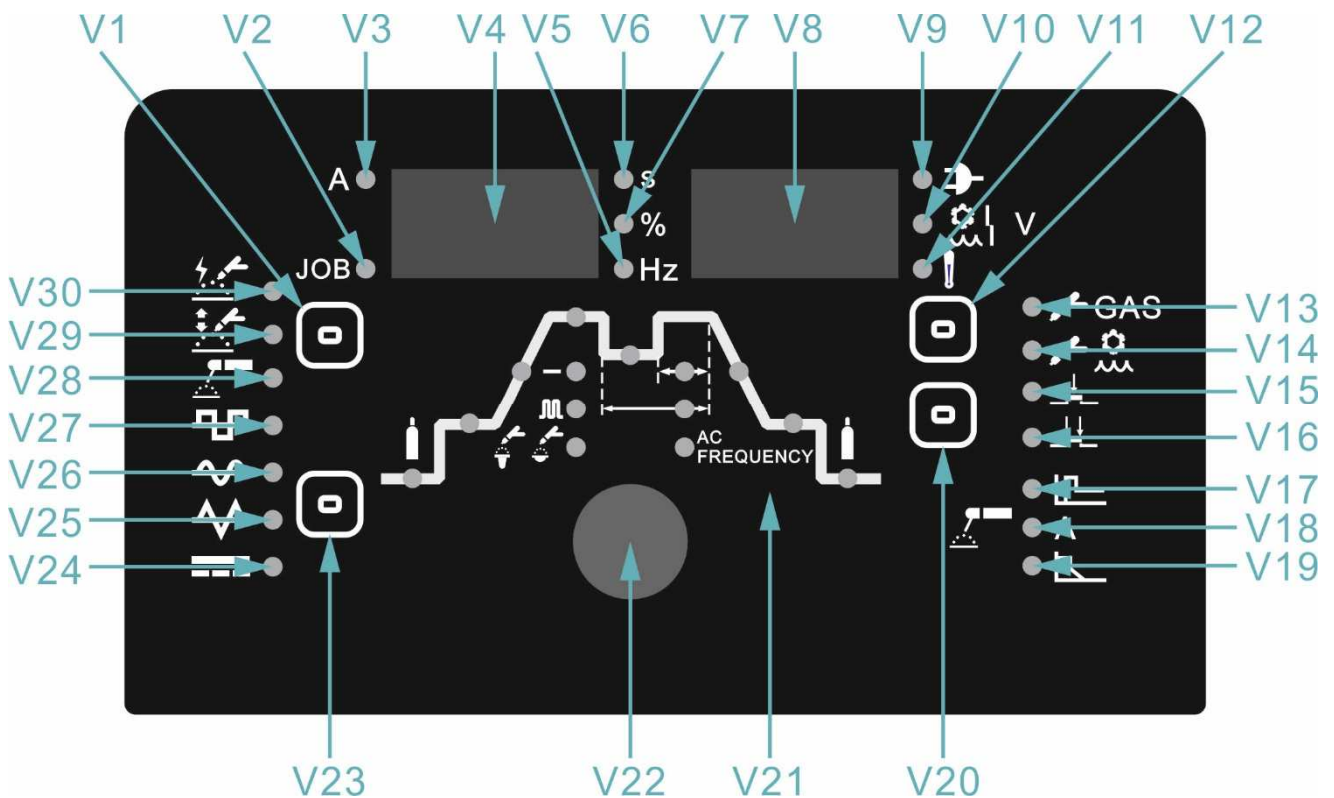 V1 V2 V3 V4 V5 V6 V7 V8 V9 V10 V11 V12
A s
% V
JOB Hz
V30 V13 GAS
V29 V14
V28 V15
V27 V16
AC
FREQUENCY
V26 V17
V25 A V18
V24 V19
V23 V22 V21 V20